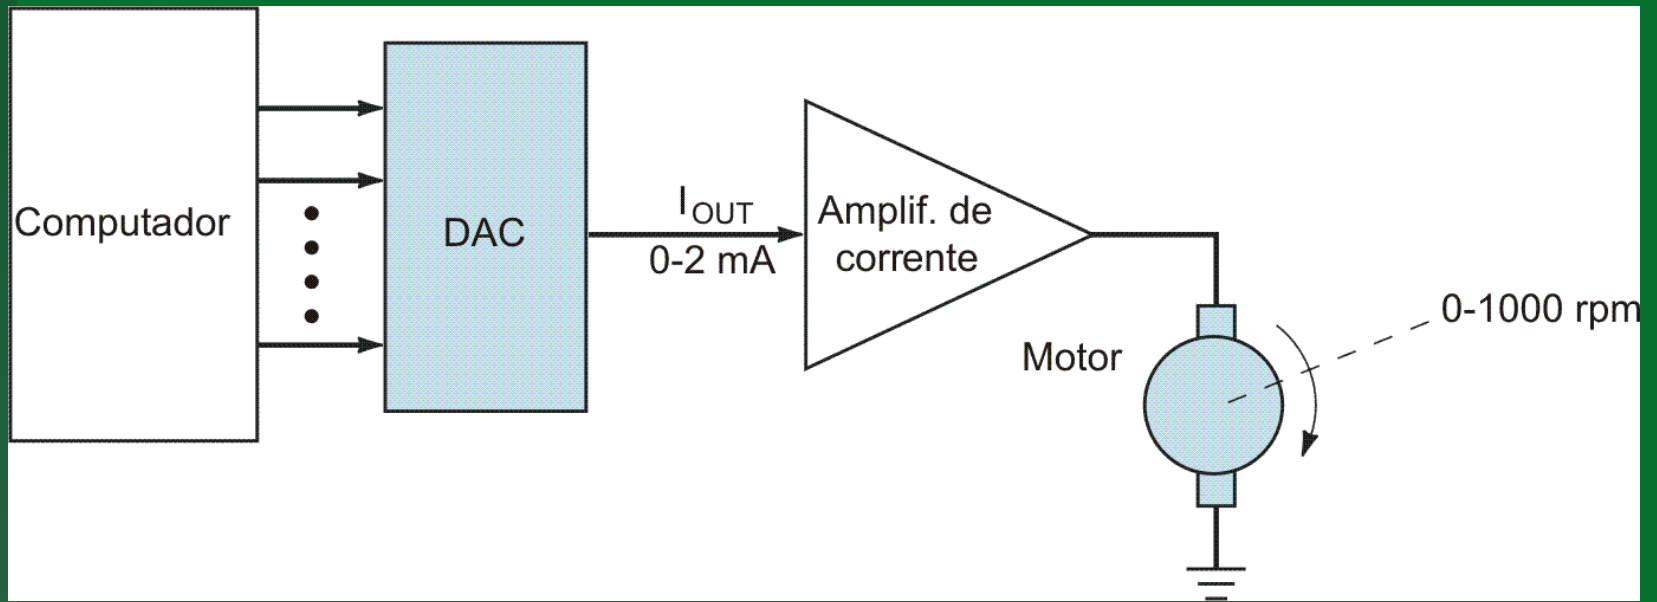 Computador
DAC
IOUT
0-2 mA
Amplif. de
corrente
Motor
0-1000 rpm